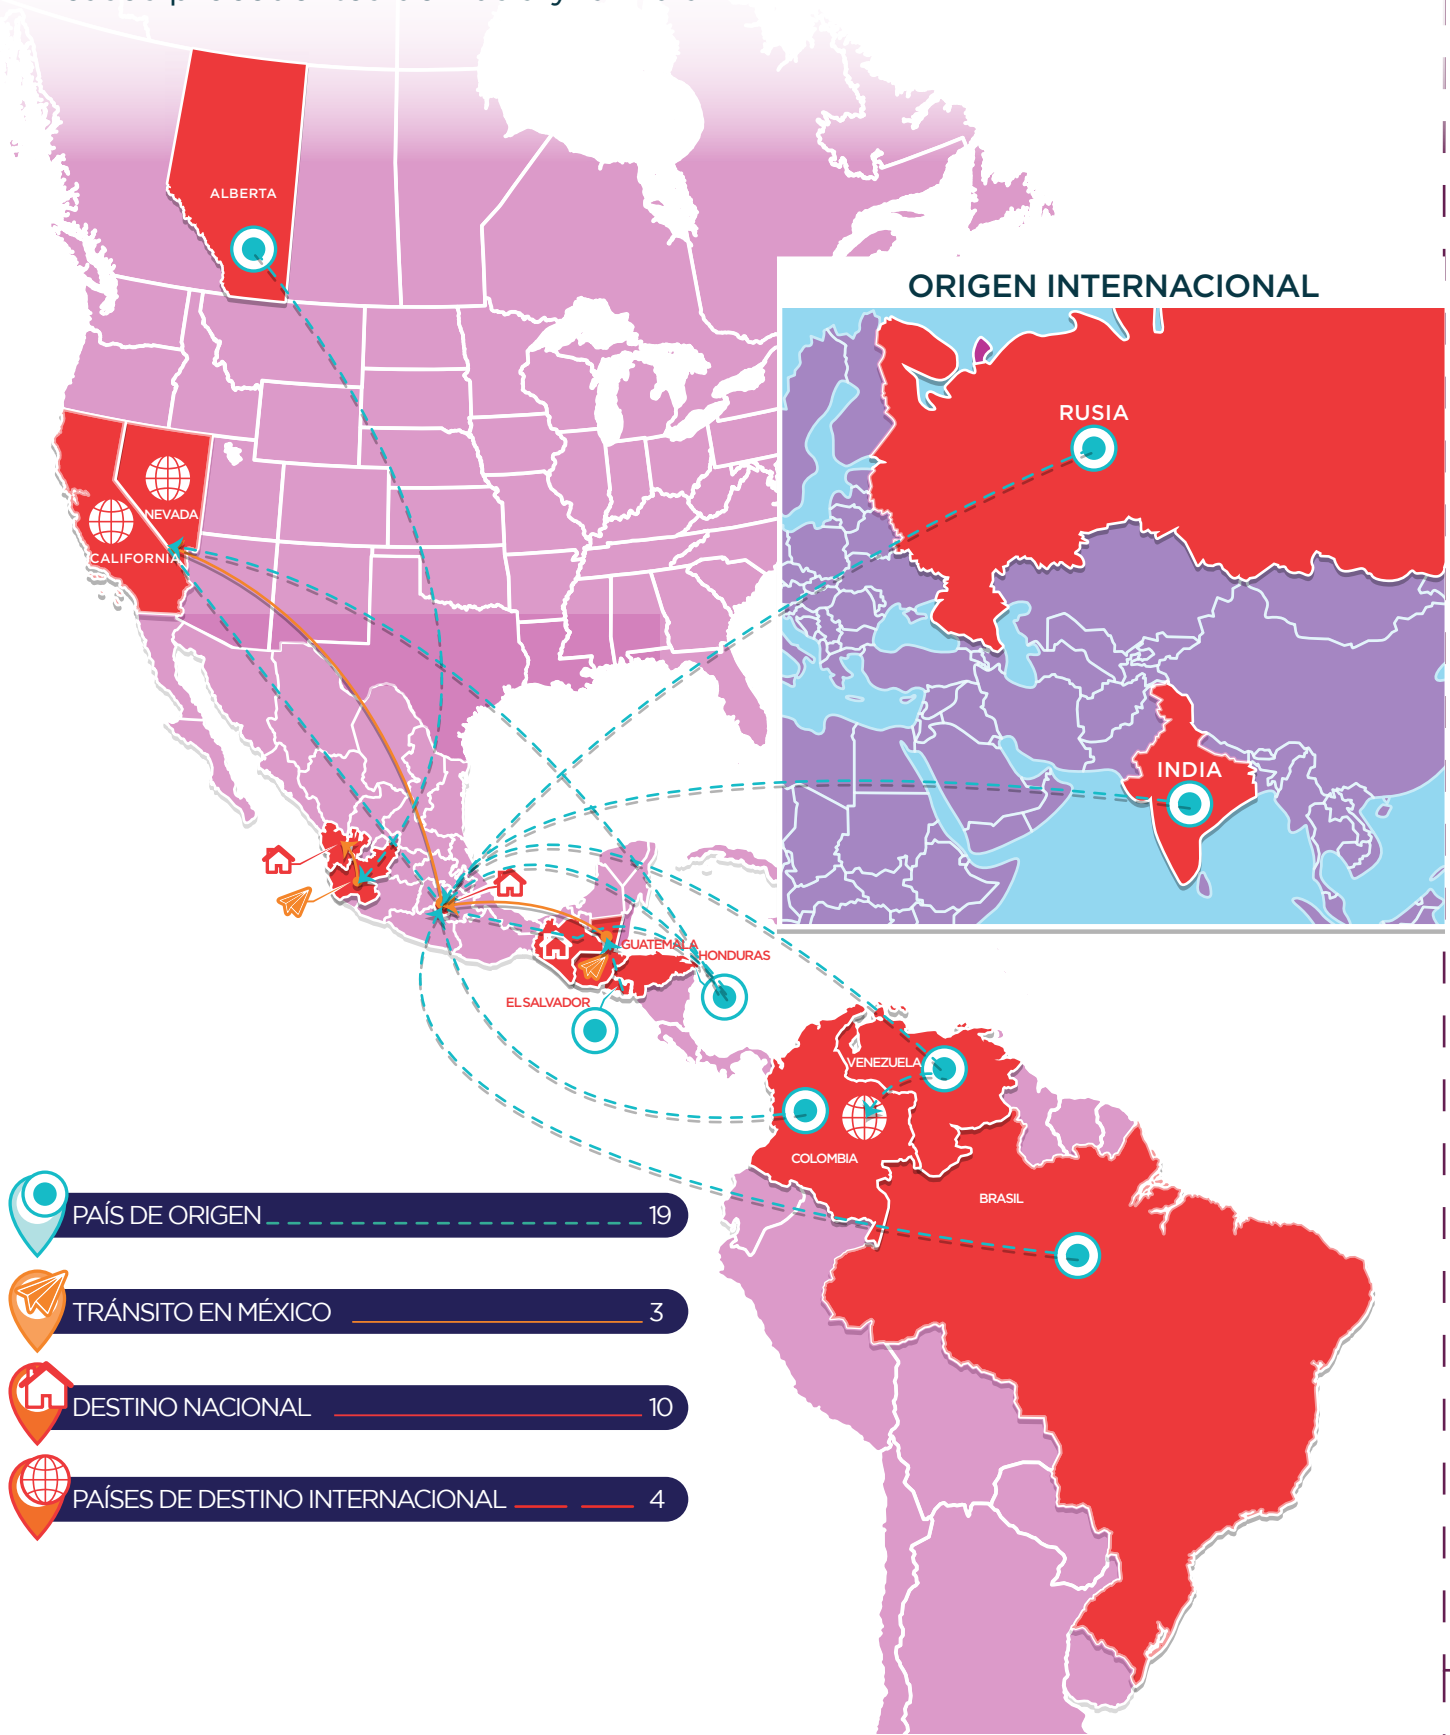 ALBERTA
ORIGEN INTERNACIONAL
RUSIA
NEVADA
CALIFORNIA
INDIA
GUATEMALA
HONDURAS
EL SALVADOR
VENEZUELA
COLOMBIA
BRASIL
PAÍS DE ORIGEN 19
TRÁNSITO EN MÉXICO 3
DESTINO NACIONAL 10
PAÍSES DE DESTINO INTERNACIONAL 4